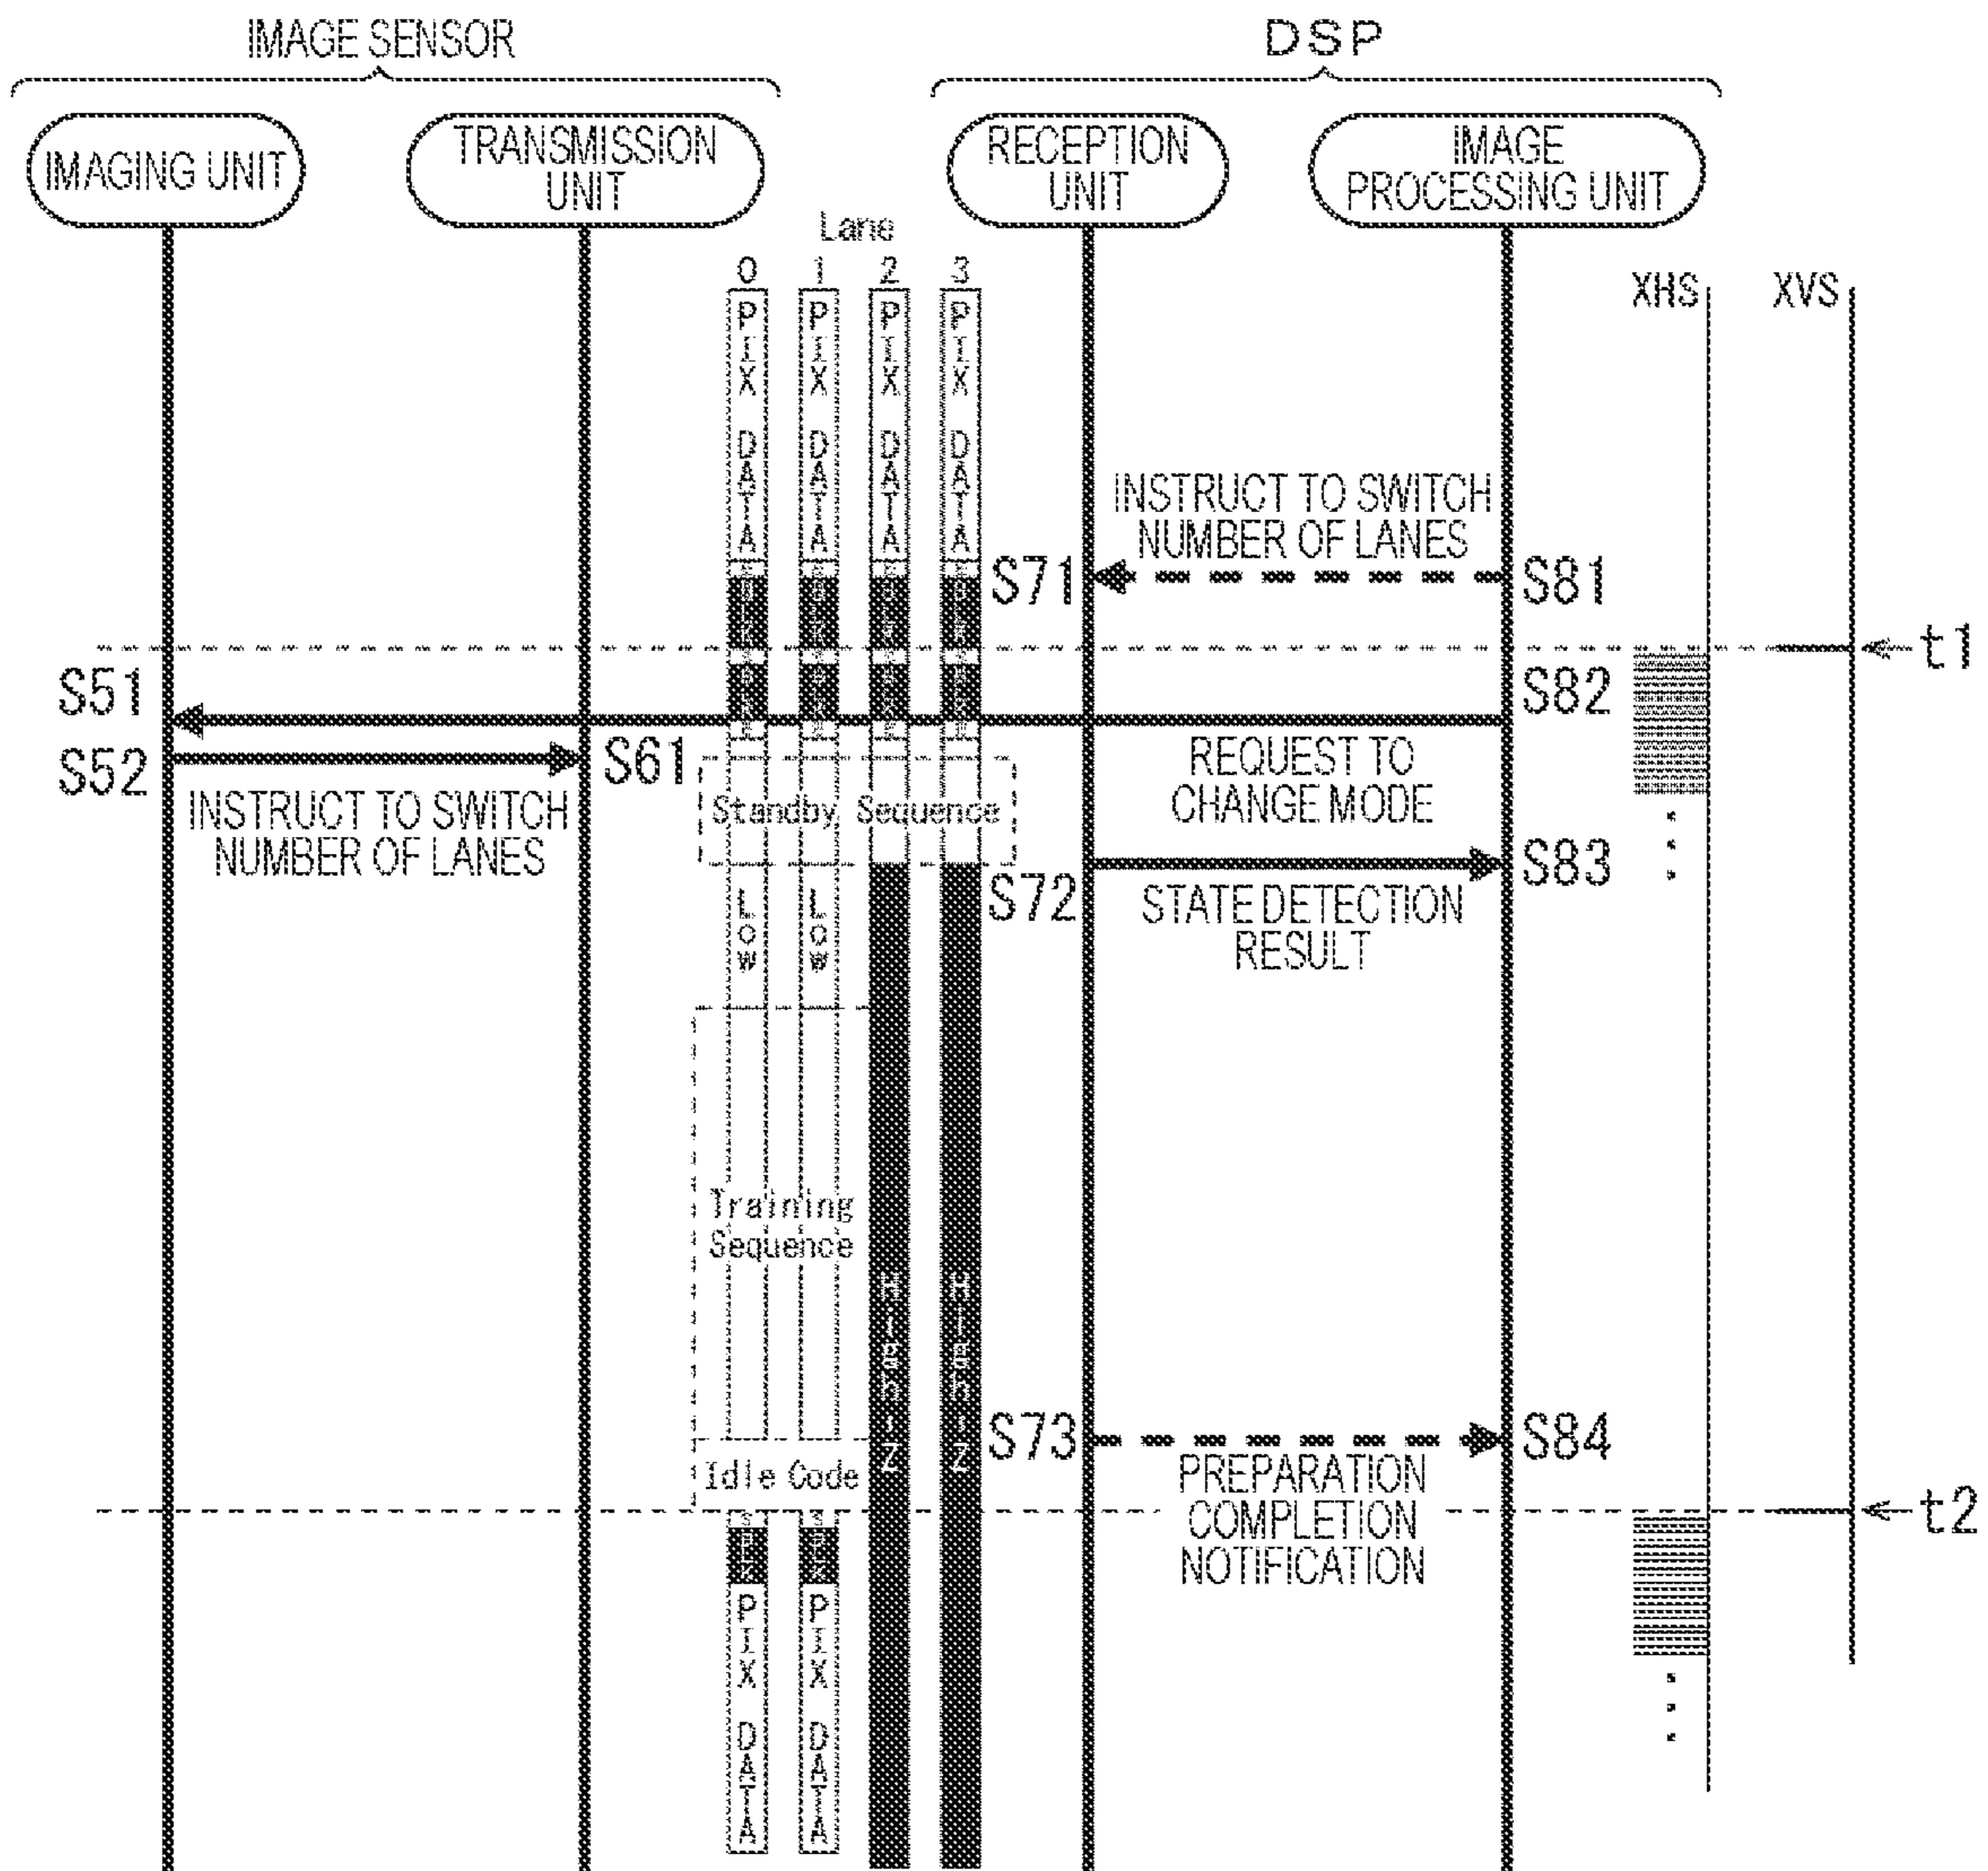 IMAGE SENSOR
DSP
IMAGING UNIT
TRANSMISSION
UNIT
RECEPTION
UNIT
IMAGE
PROCESSING UNIT
Lane
0 1 2 3
XHS
XVS
PIX DATA
PIX DATA
PIX DATA
PIX DATA
INSTRUCT TO SWITCH
NUMBER OF LANES
S71
S81
t1
S51
S82
S52
S61
INSTRUCT TO SWITCH
NUMBER OF LANES
Standby Sequence
REQUEST TO
CHANGE MODE
S72
S83
STATE DETECTION
RESULT
Low
Low
Training
Sequence
High-Z
High-Z
S73
S84
Idle Code
PREPARATION
COMPLETION
NOTIFICATION
t2
PIX DATA
PIX DATA